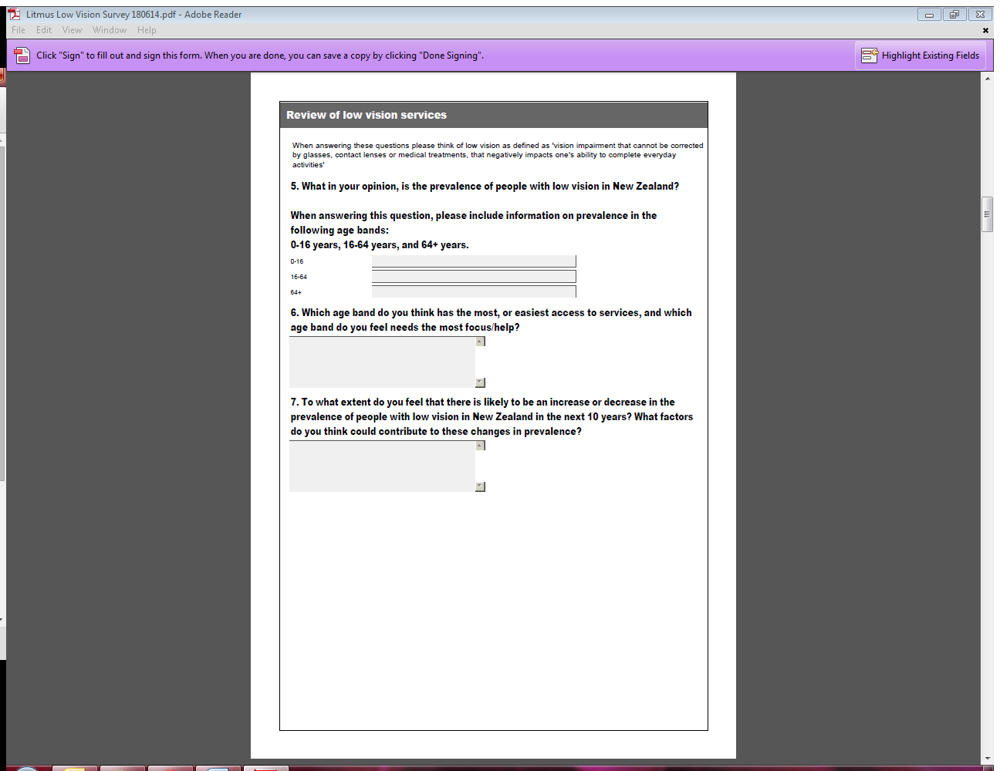 Litmus Low Vision Survey 180614.pdf - Adobe Reader
File Edit View Window Help
Click "Sign" to fill out and sign this form. When you are done, you can save a copy by clicking "Done Signing".
Highlight Existing Fields
Review of low vision services
When answering these questions please think of low vision as defined as 'vision impairment that cannot be corrected
by glasses, contact lenses or medical treatments, that negatively impacts one's ability to complete everyday
activities'
5. What in your opinion, is the prevalence of people with low vision in New Zealand?
When answering this question, please include information on prevalence in the
following age bands:
0-16 years, 16-64 years, and 64+ years.
0-16
16-64
64+
6. Which age band do you think has the most, or easiest access to services, and which
age band do you feel needs the most focus/help?
7. To what extent do you feel that there is likely to be an increase or decrease in the
prevalence of people with low vision in New Zealand in the next 10 years? What factors
do you think could contribute to these changes in prevalence?